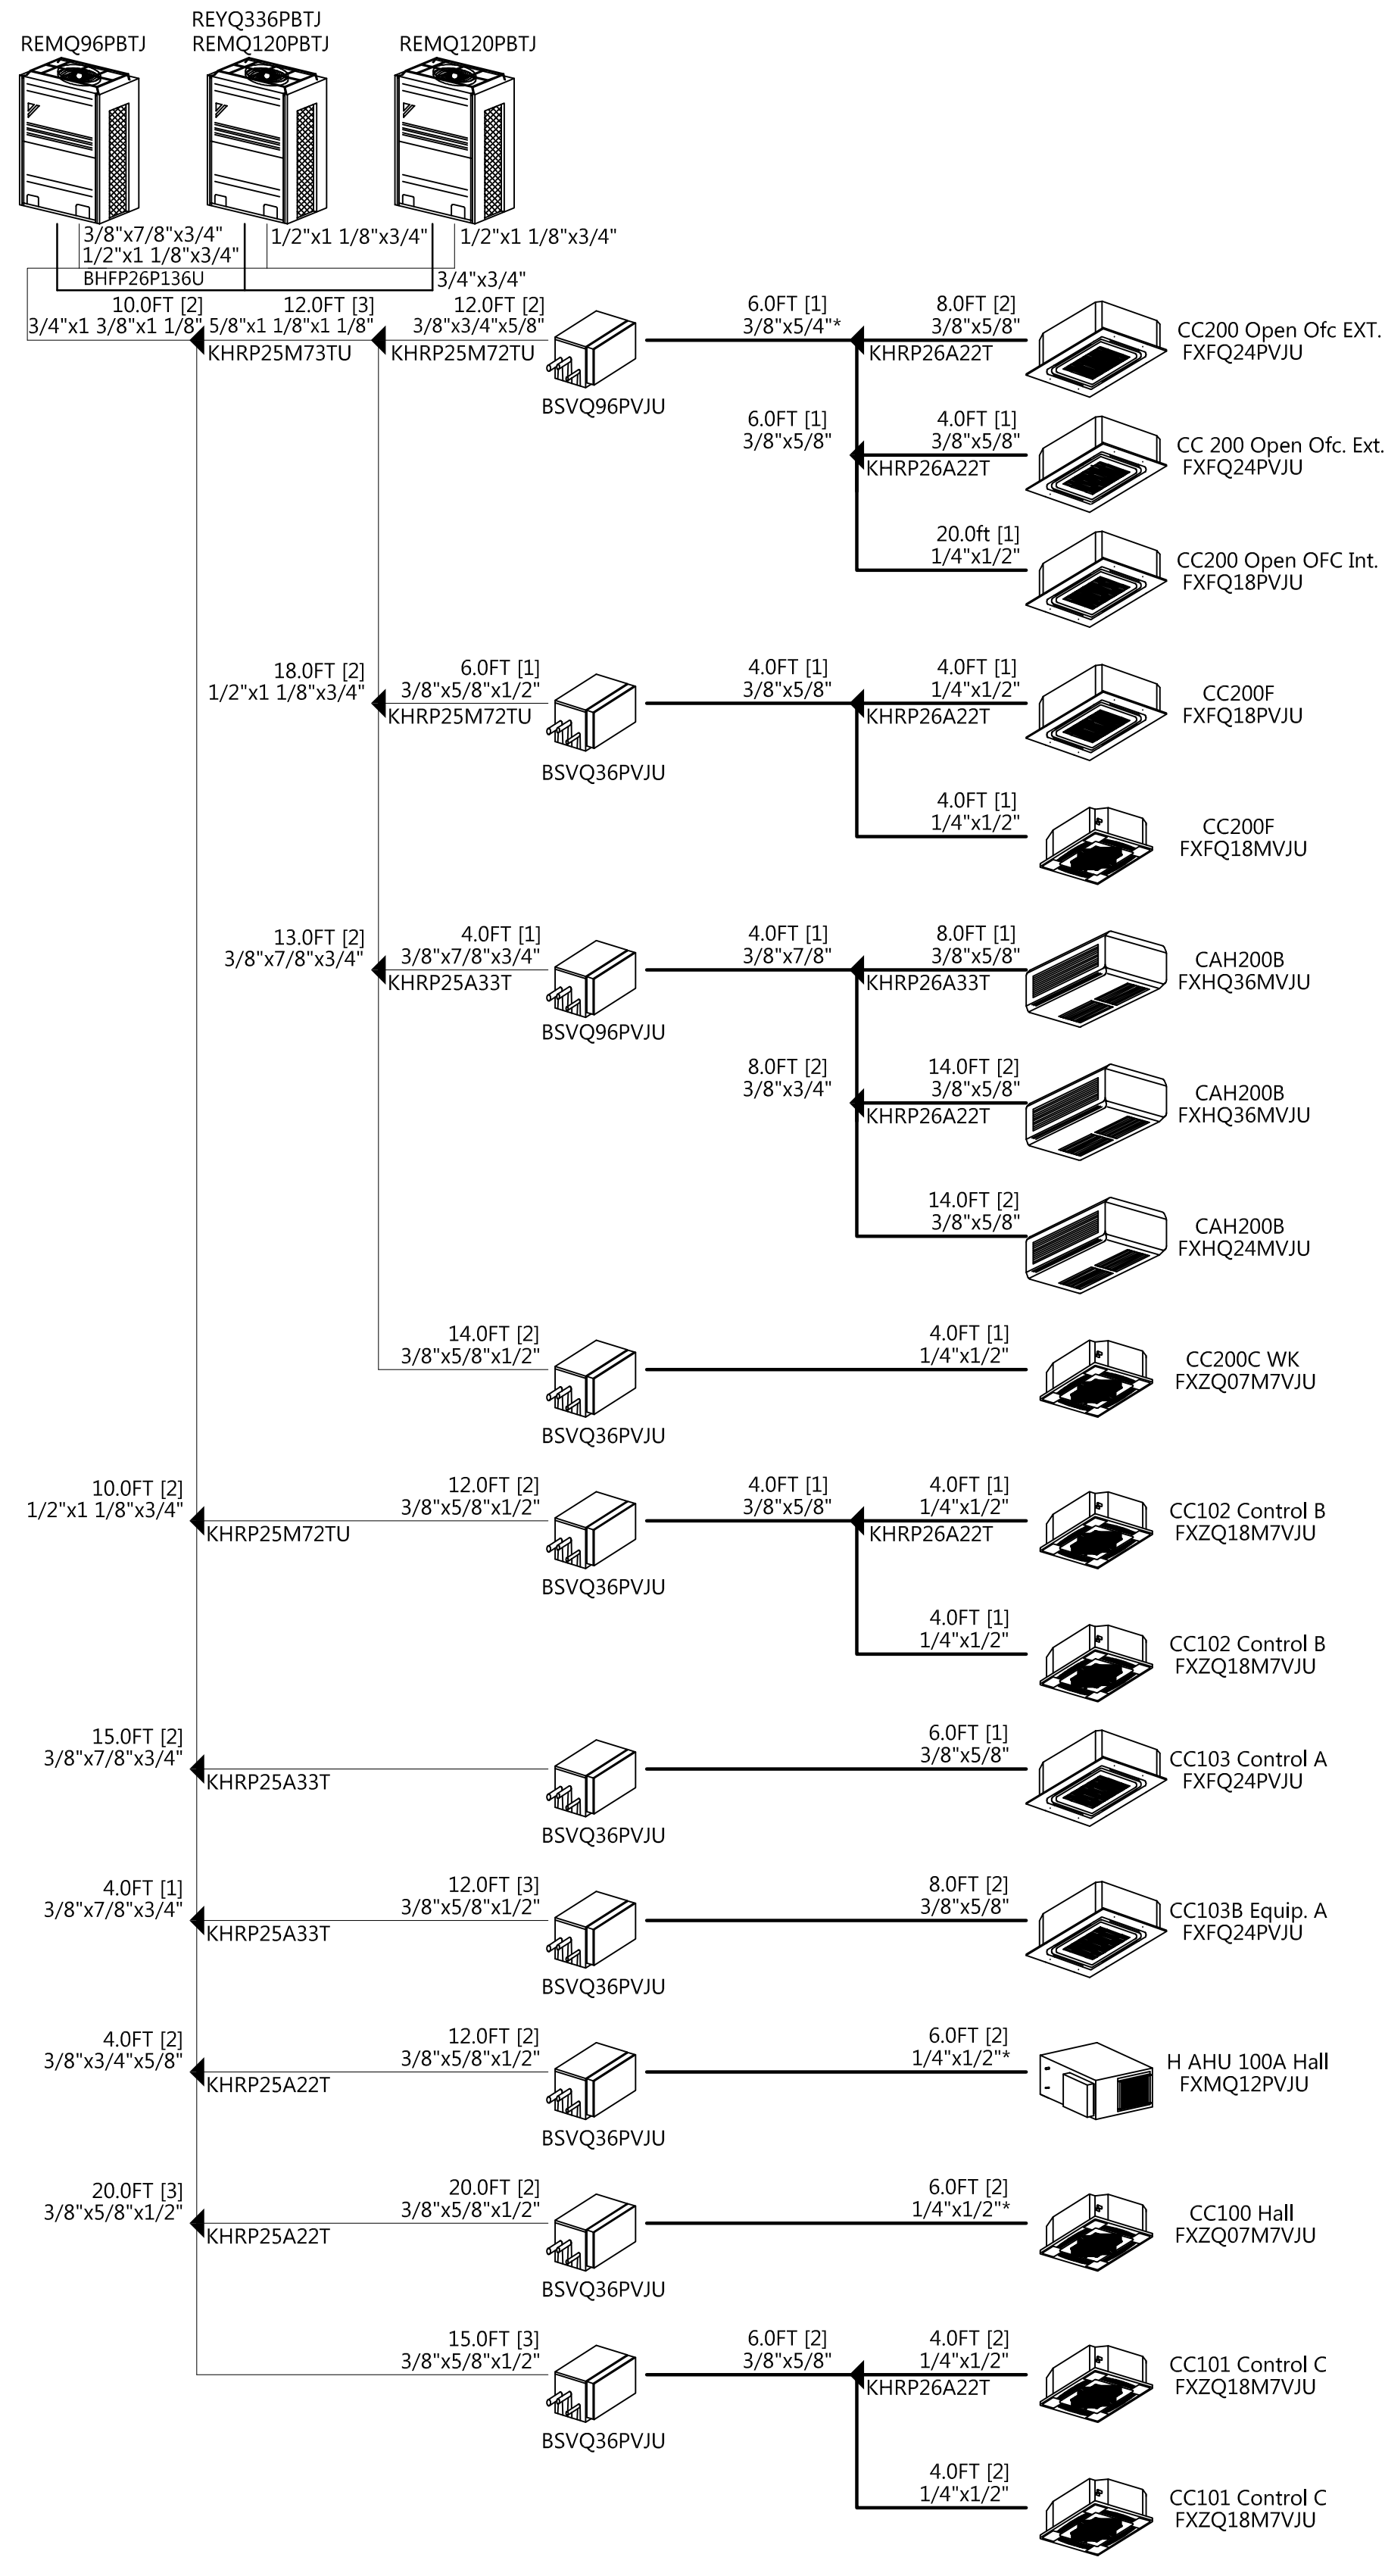 REYQ336PBTJ
REMQ96PBTJ
REMQ120PBTJ
REMQ120PBTJ
3/8"x7/8"x3/4"
1/2"x1 1/8"x3/4"
1/2"x1 1/8"x3/4"
1/2"x1 1/8"x3/4"
BHFP26P136U
3/4"x3/4"
10.0FT [2]
3/4"x1 3/8"x1 1/8"
KHRP25M73TU
12.0FT [3]
5/8"x1 1/8"x1 1/8"
KHRP25M72TU
12.0FT [2]
3/8"x3/4"x5/8"
BSVQ96PVJU
6.0FT [1]
3/8"x5/4"*
KHRP26A22T
8.0FT [2]
3/8"x5/8"
CC200 Open Ofc EXT.
FXFQ24PVJU
6.0FT [1]
3/8"x5/8"
KHRP26A22T
4.0FT [1]
3/8"x5/8"
CC 200 Open Ofc. Ext.
FXFQ24PVJU
20.0ft [1]
1/4"x1/2"
CC200 Open OFC Int.
FXFQ18PVJU
18.0FT [2]
1/2"x1 1/8"x3/4"
KHRP25M72TU
6.0FT [1]
3/8"x5/8"x1/2"
BSVQ36PVJU
4.0FT [1]
3/8"x5/8"
KHRP26A22T
4.0FT [1]
1/4"x1/2"
CC200F
FXFQ18PVJU
4.0FT [1]
1/4"x1/2"
CC200F
FXFQ18MVJU
13.0FT [2]
3/8"x7/8"x3/4"
KHRP25A33T
4.0FT [1]
3/8"x7/8"x3/4"
BSVQ96PVJU
4.0FT [1]
3/8"x7/8"
KHRP26A33T
8.0FT [1]
3/8"x5/8"
CAH200B
FXHQ36MVJU
8.0FT [2]
3/8"x3/4"
KHRP26A22T
14.0FT [2]
3/8"x5/8"
CAH200B
FXHQ36MVJU
14.0FT [2]
3/8"x5/8"
CAH200B
FXHQ24MVJU
14.0FT [2]
3/8"x5/8"x1/2"
BSVQ36PVJU
4.0FT [1]
1/4"x1/2"
CC200C WK
FXZQ07M7VJU
10.0FT [2]
1/2"x1 1/8"x3/4"
KHRP25M72TU
12.0FT [2]
3/8"x5/8"x1/2"
BSVQ36PVJU
4.0FT [1]
3/8"x5/8"
KHRP26A22T
4.0FT [1]
1/4"x1/2"
CC102 Control B
FXZQ18M7VJU
4.0FT [1]
1/4"x1/2"
CC102 Control B
FXZQ18M7VJU
15.0FT [2]
3/8"x7/8"x3/4"
KHRP25A33T
BSVQ36PVJU
6.0FT [1]
3/8"x5/8"
CC103 Control A
FXFQ24PVJU
4.0FT [1]
3/8"x7/8"x3/4"
KHRP25A33T
12.0FT [3]
3/8"x5/8"x1/2"
BSVQ36PVJU
8.0FT [2]
3/8"x5/8"
CC103B Equip. A
FXFQ24PVJU
4.0FT [2]
3/8"x3/4"x5/8"
KHRP25A22T
12.0FT [2]
3/8"x5/8"x1/2"
BSVQ36PVJU
6.0FT [2]
1/4"x1/2"*
H AHU 100A Hall
FXMQ12PVJU
20.0FT [3]
3/8"x5/8"x1/2"
KHRP25A22T
20.0FT [2]
3/8"x5/8"x1/2"
BSVQ36PVJU
6.0FT [2]
1/4"x1/2"*
CC100 Hall
FXZQ07M7VJU
15.0FT [3]
3/8"x5/8"x1/2"
BSVQ36PVJU
6.0FT [2]
3/8"x5/8"
KHRP26A22T
4.0FT [2]
1/4"x1/2"
CC101 Control C
FXZQ18M7VJU
4.0FT [2]
1/4"x1/2"
CC101 Control C
FXZQ18M7VJU